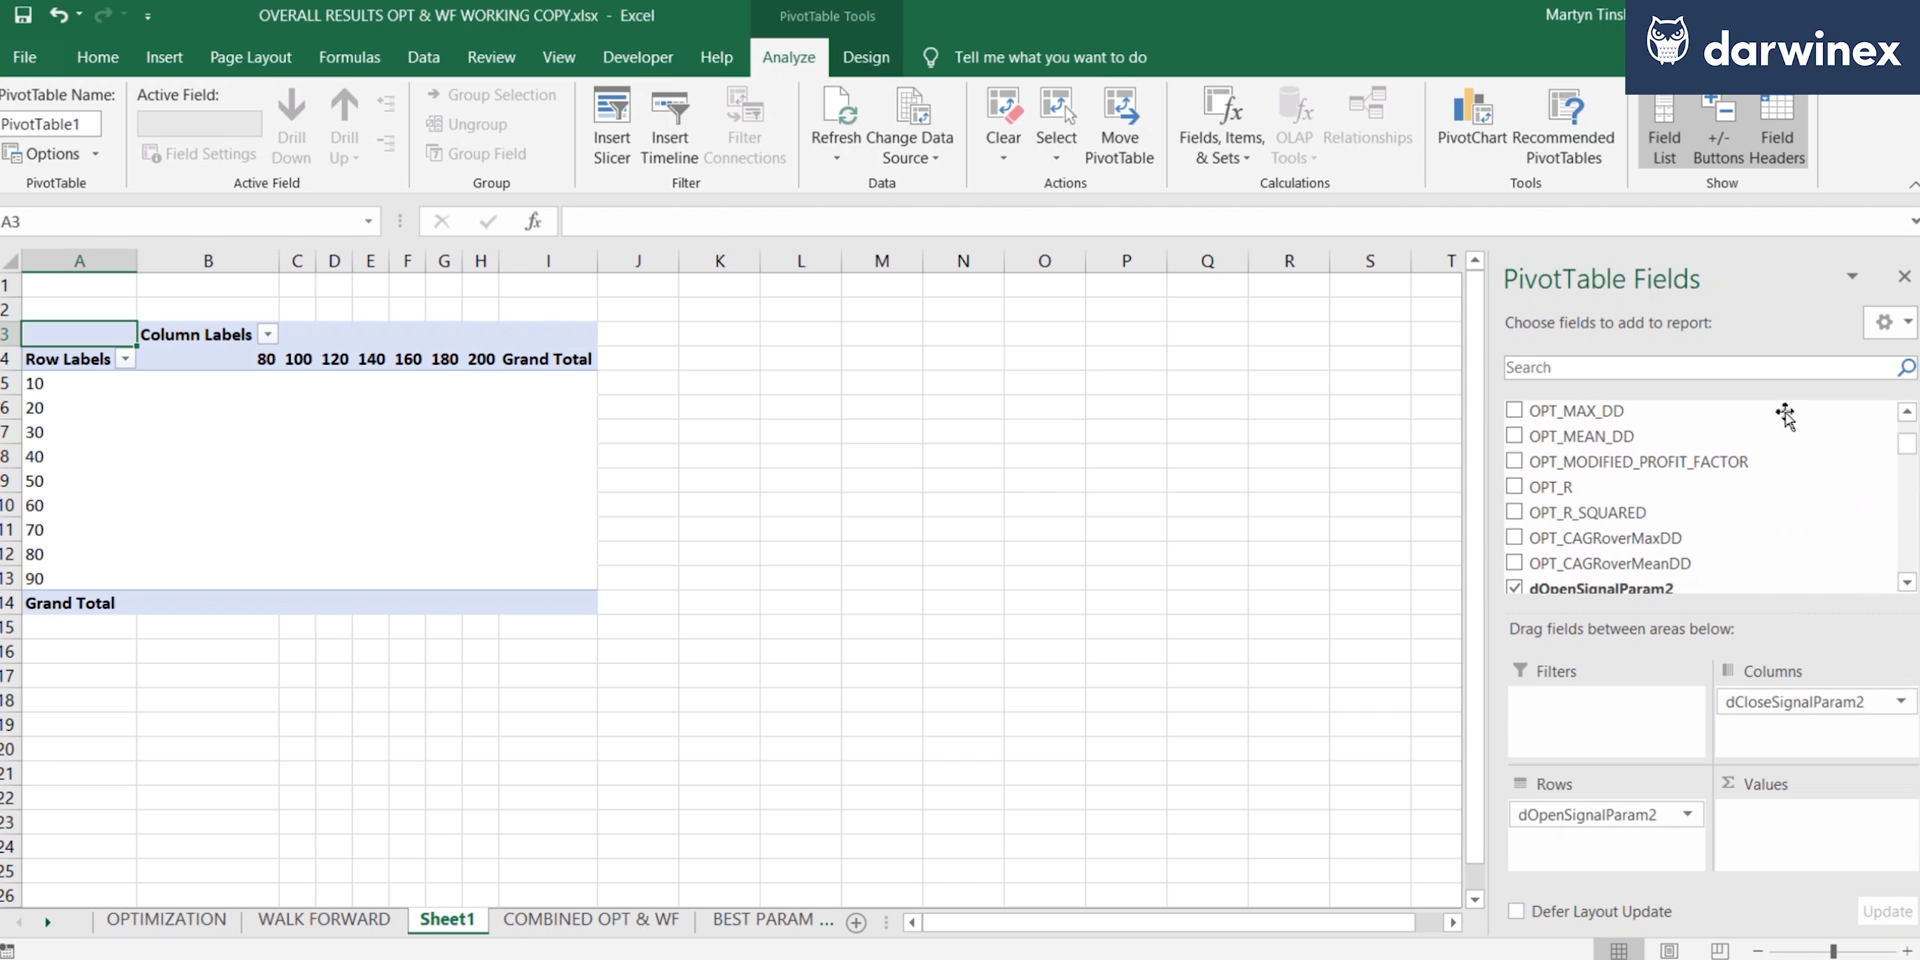 OVERALL RESULTS OPT & WF WORKING COPY.xlsx - Excel
PivotTable Tools
Martyn
darwinex
File Home Insert Page Layout Formulas Data Review View Developer Help Analyze Design Tell me what you want to do
PivotTable Name:
PivotTable1
Options
PivotTable
Active Field:
Field Settings
Drill Down
Drill Up
Active Field
Group Selection
Ungroup
Group Field
Group
Insert Slicer
Insert Timeline
Filter Connections
Filter
Refresh
Change Data Source
Data
Clear
Select
Move PivotTable
Actions
Fields, Items, & Sets
OLAP Tools
Relationships
Calculations
PivotChart
Recommended PivotTables
Tools
Field List
+/- Buttons
Field Headers
Show
A3
fx
A B C D E F G H I J K L M N O P Q R S T
1
2
3 Column Labels
4 Row Labels 80 100 120 140 160 180 200 Grand Total
5 10
6 20
7 30
8 40
9 50
10 60
11 70
12 80
13 90
14 Grand Total
15
16
17
18
19
20
21
22
23
24
25
26
PivotTable Fields
Choose fields to add to report:
Search
OPT_MAX_DD
OPT_MEAN_DD
OPT_MODIFIED_PROFIT_FACTOR
OPT_R
OPT_R_SQUARED
OPT_CAGRoverMaxDD
OPT_CAGRoverMeanDD
dOpenSignalParam2
Drag fields between areas below:
Filters
Columns
dCloseSignalParam2
Rows
dOpenSignalParam2
Σ Values
Defer Layout Update
Update
OPTIMIZATION WALK FORWARD Sheet1 COMBINED OPT & WF BEST PARAM ...